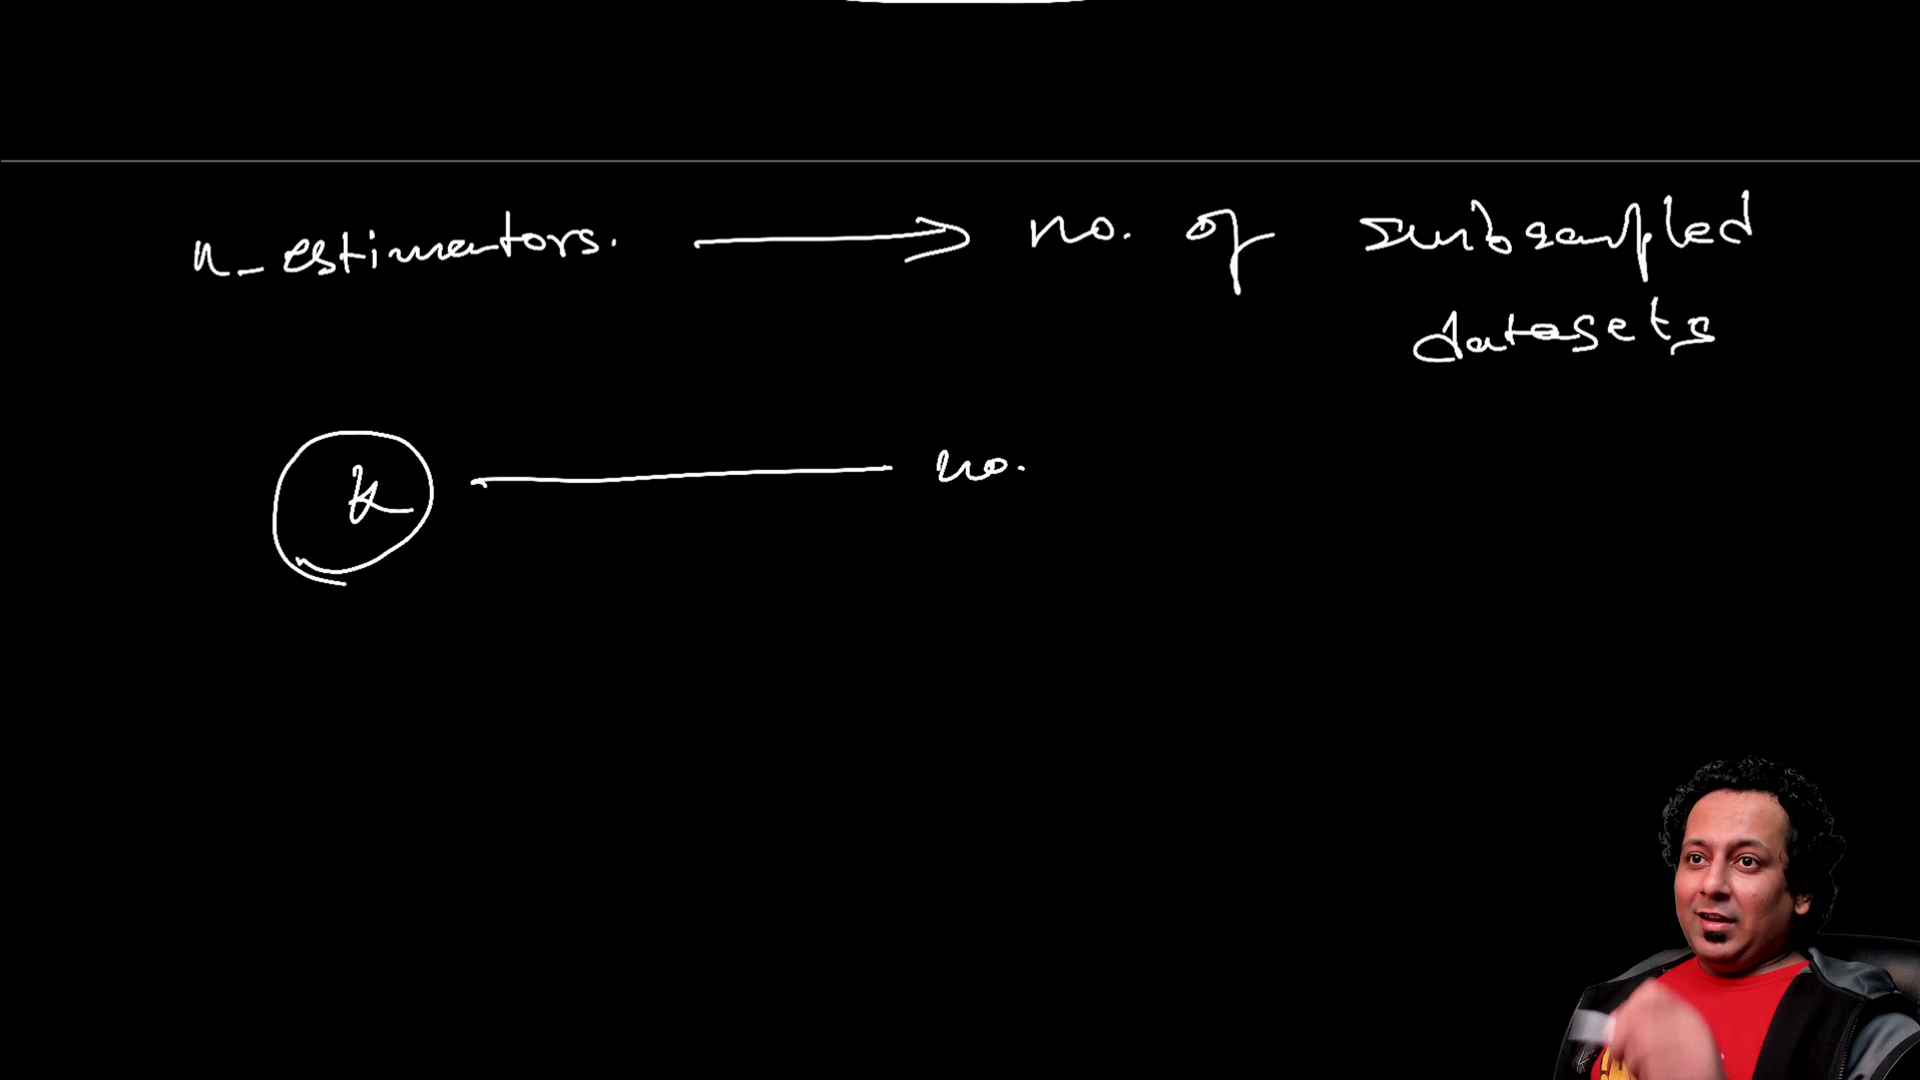 n_estimators. → no. of subsampled
datasets
k — no.